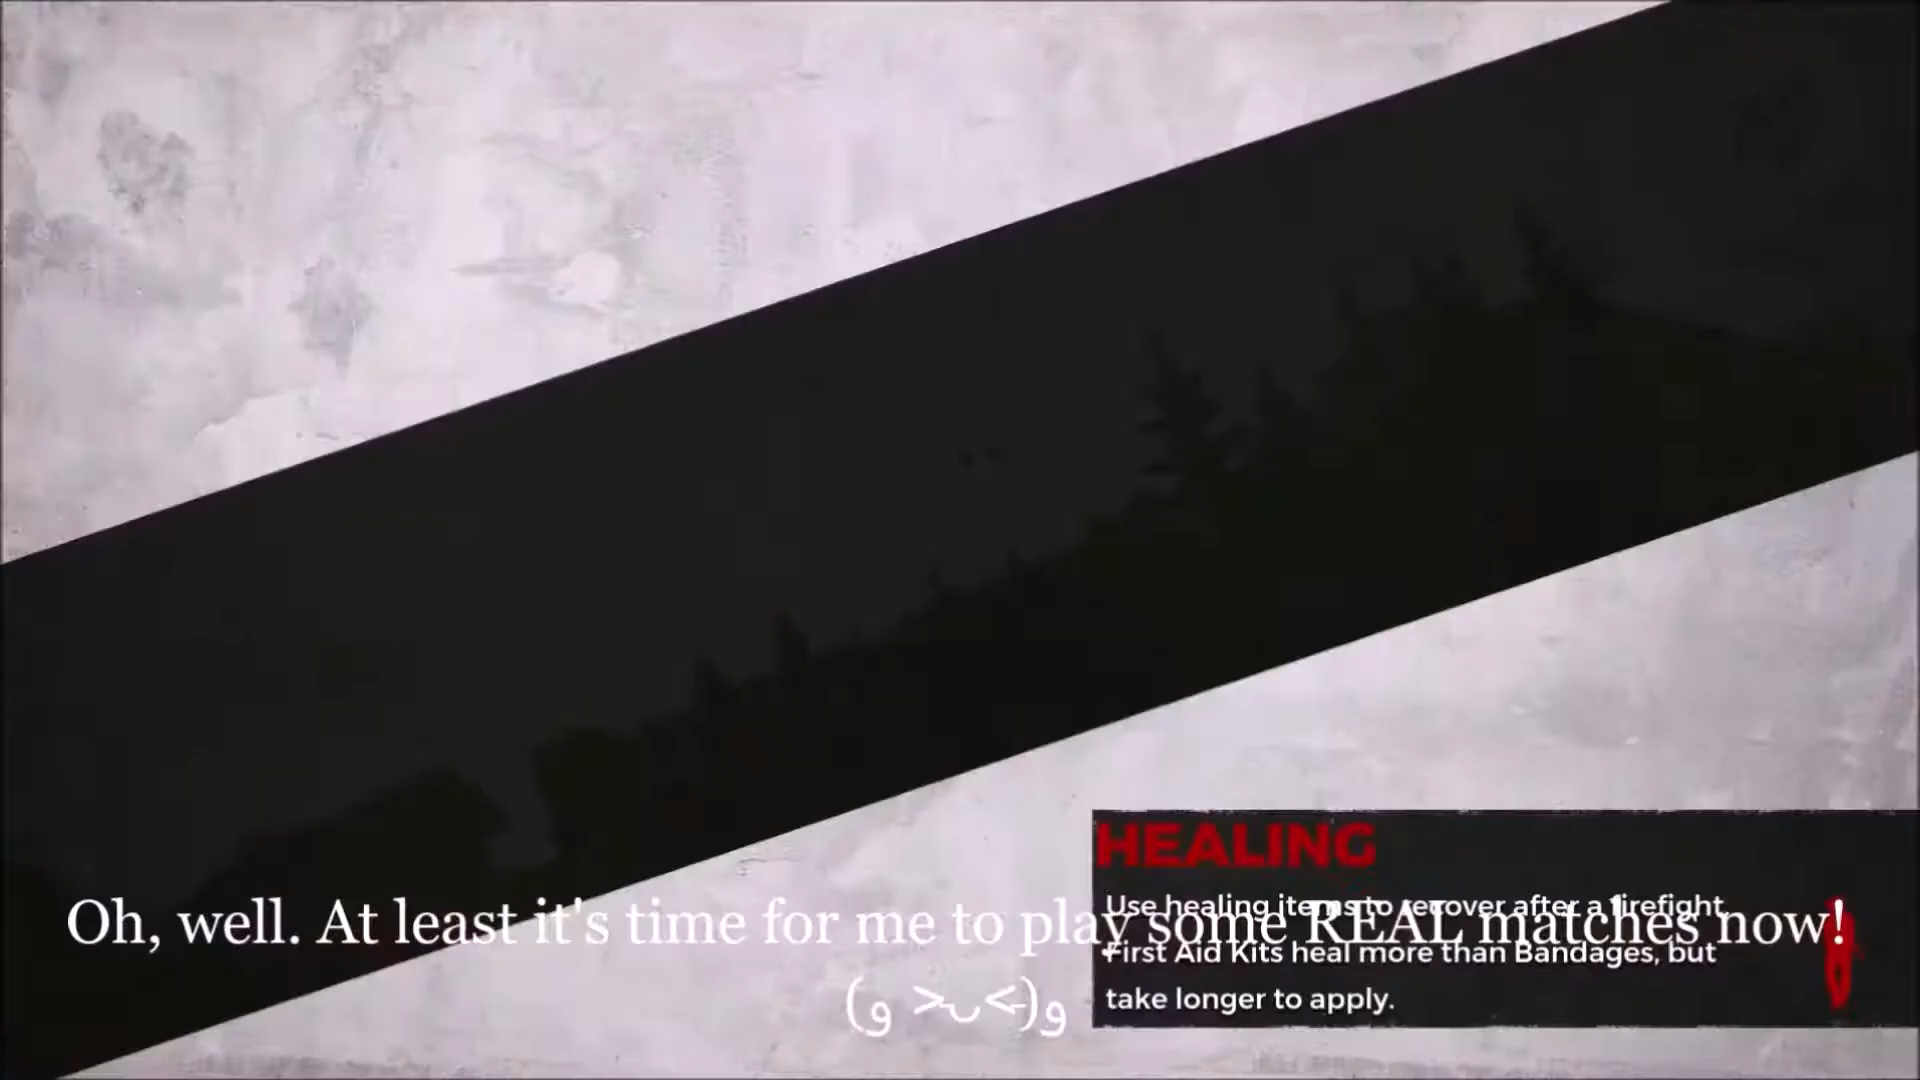 HEALING
Use healing items to recover after a firefight
First Aid Kits heal more than Bandages, but
take longer to apply.
Oh, well. At least it's time for me to play some REAL matches now!
(و >ᴗ<)و